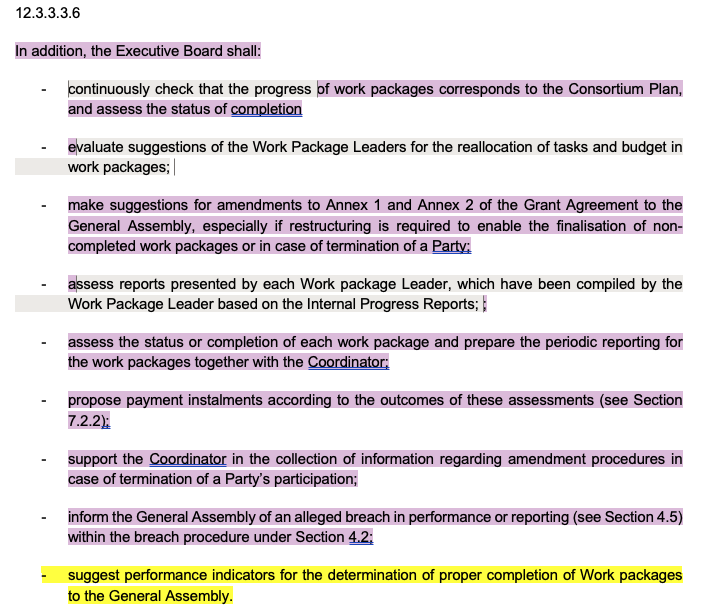 12.3.3.3.6
In addition, the Executive Board shall:
- continuously check that the progress of work packages corresponds to the Consortium Plan,
and assess the status of completion
- evaluate suggestions of the Work Package Leaders for the reallocation of tasks and budget in
work packages;
- make suggestions for amendments to Annex 1 and Annex 2 of the Grant Agreement to the
General Assembly, especially if restructuring is required to enable the finalisation of non-
completed work packages or in case of termination of a Party;
- assess reports presented by each Work package Leader, which have been compiled by the
Work Package Leader based on the Internal Progress Reports; ;
- assess the status or completion of each work package and prepare the periodic reporting for
the work packages together with the Coordinator;
- propose payment instalments according to the outcomes of these assessments (see Section
7.2.2);
- support the Coordinator in the collection of information regarding amendment procedures in
case of termination of a Party's participation;
- inform the General Assembly of an alleged breach in performance or reporting (see Section 4.5)
within the breach procedure under Section 4.2;
- suggest performance indicators for the determination of proper completion of Work packages
to the General Assembly.